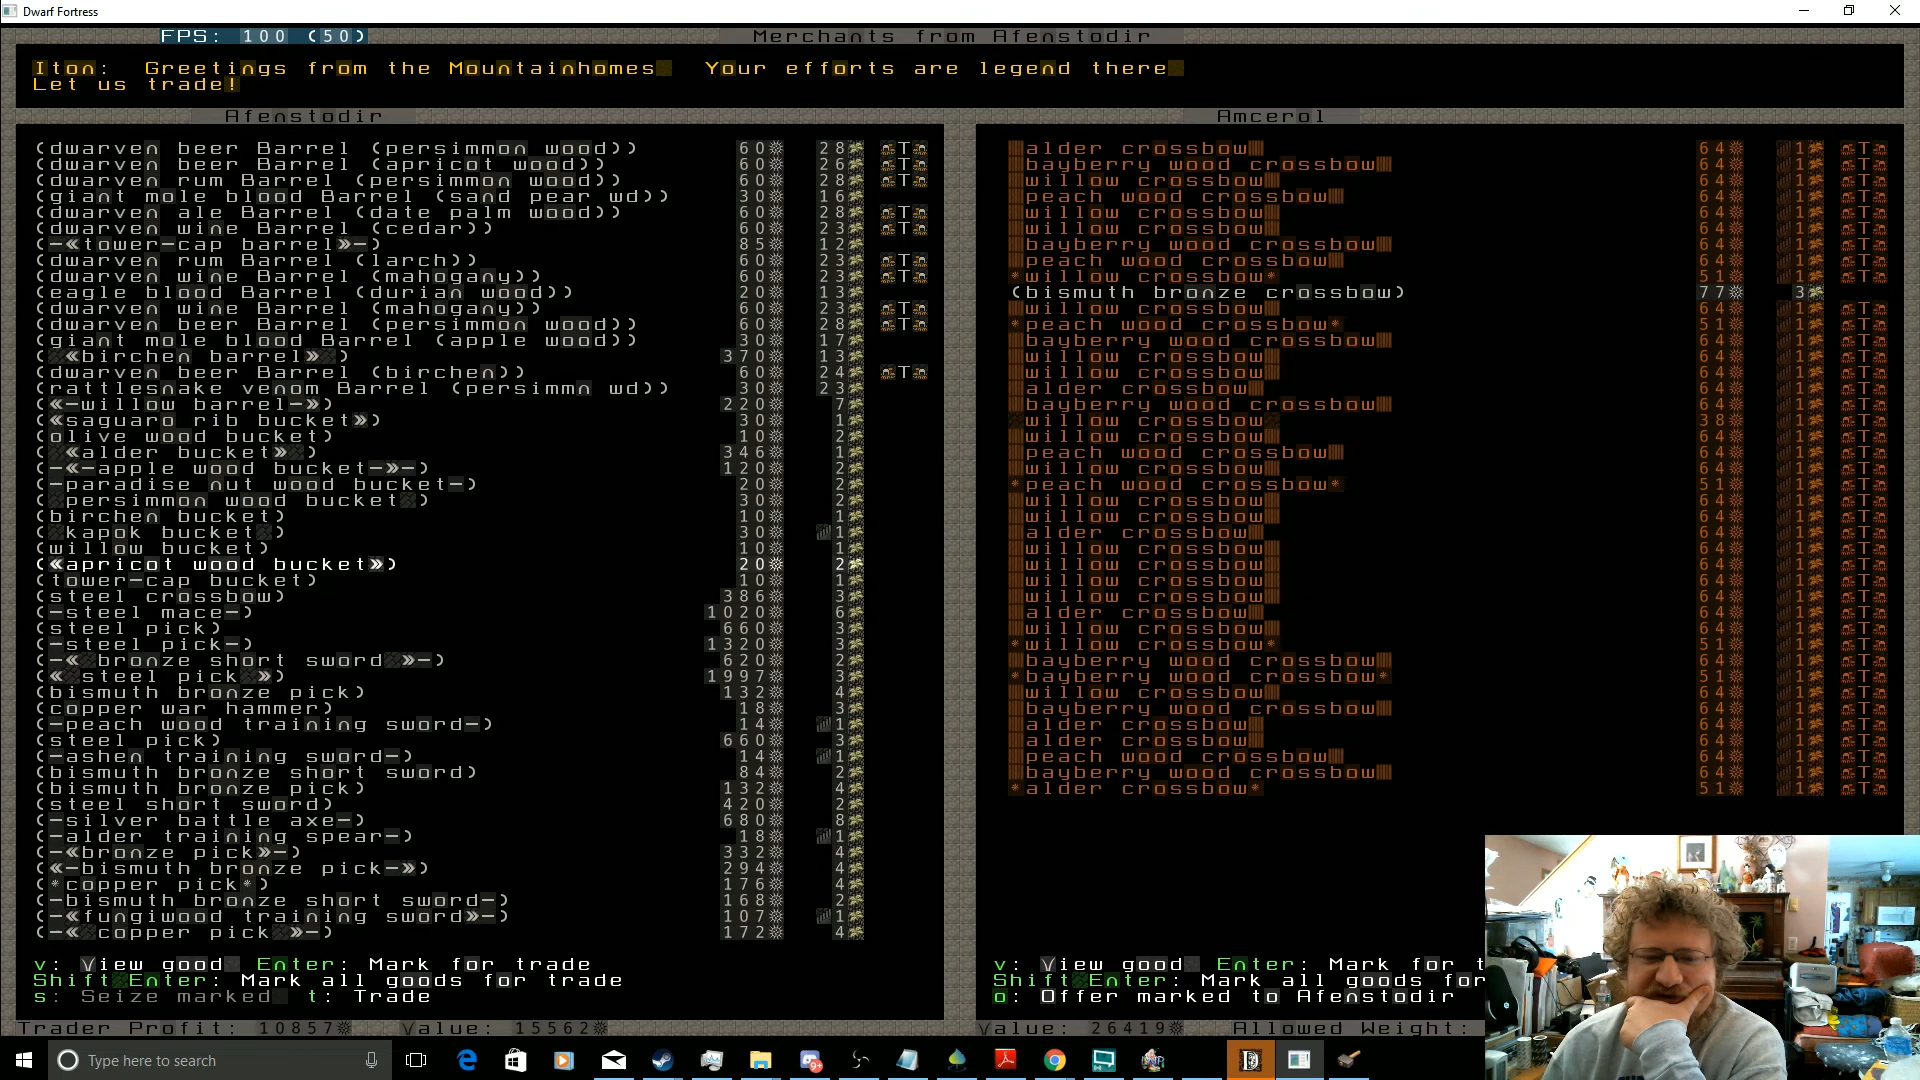 Dwarf Fortress
FPS: 100 (50)
Merchants from Afenstodir
Iton: Greetings from the Mountainhomes Your efforts are legend there
Let us trade!
Afenstodir
(dwarven beer Barrel (persimmon wood)) 60☼ 28 T
(dwarven beer Barrel (apricot wood)) 60☼ 26 T
(dwarven rum Barrel (persimmon wood)) 60☼ 28 T
(giant mole blood Barrel (sand pear wd)) 30☼ 16
(dwarven ale Barrel (date palm wood)) 60☼ 28 T
(dwarven wine Barrel (cedar)) 60☼ 23 T
(-«tower-cap barrel»-) 85☼ 12
(dwarven rum Barrel (larch)) 60☼ 23 T
(dwarven wine Barrel (mahogany)) 60☼ 23 T
(eagle blood Barrel (durian wood)) 20☼ 13
(dwarven wine Barrel (mahogany)) 60☼ 23 T
(dwarven beer Barrel (persimmon wood)) 60☼ 28 T
(giant mole blood Barrel (apple wood)) 30☼ 17
( «birchen barrel» ) 370☼ 13
(dwarven beer Barrel (birchen)) 60☼ 24 T
(rattlesnake venom Barrel (persimmn wd)) 30☼ 23
(«-willow barrel-») 220☼ 7
(«saguaro rib bucket») 30☼ 1
(olive wood bucket) 10☼ 2
( «alder bucket» ) 346☼ 1
(-«-apple wood bucket-»-) 120☼ 2
(-paradise nut wood bucket-) 20☼ 2
( persimmon wood bucket ) 30☼ 2
(birchen bucket) 10☼ 1
( kapok bucket ) 30☼ 1
(willow bucket) 10☼ 1
(«apricot wood bucket») 20☼ 2
(tower-cap bucket) 10☼ 1
(steel crossbow) 386☼ 3
(-steel mace-) 1020☼ 6
(steel pick) 660☼ 3
(-steel pick-) 1320☼ 3
(-« bronze short sword »-) 620☼ 2
(« steel pick ») 1997☼ 3
(bismuth bronze pick) 132☼ 4
(copper war hammer) 18☼ 3
(-peach wood training sword-) 14☼ 1
(steel pick) 660☼ 3
(-ashen training sword-) 14☼ 1
(bismuth bronze short sword) 84☼ 2
(bismuth bronze pick) 132☼ 4
(steel short sword) 420☼ 2
(-silver battle axe-) 680☼ 8
(-alder training spear-) 18☼ 1
(-«bronze pick»-) 332☼ 4
(«-bismuth bronze pick-») 294☼ 4
(*copper pick*) 176☼ 4
(-bismuth bronze short sword-) 168☼ 2
(-«fungiwood training sword»-) 107☼ 1
(-« copper pick »-) 172☼ 4
v: View good Enter: Mark for trade
Shift Enter: Mark all goods for trade
s: Seize marked t: Trade
Trader Profit: 10857☼ Value: 15562☼
Amcerol
alder crossbow 64☼ 1 T
bayberry wood crossbow 64☼ 1 T
willow crossbow 64☼ 1 T
peach wood crossbow 64☼ 1 T
willow crossbow 64☼ 1 T
willow crossbow 64☼ 1 T
bayberry wood crossbow 64☼ 1 T
peach wood crossbow 64☼ 1 T
*willow crossbow* 51☼ 1 T
(bismuth bronze crossbow) 77☼ 3
willow crossbow 64☼ 1 T
*peach wood crossbow* 51☼ 1 T
bayberry wood crossbow 64☼ 1 T
willow crossbow 64☼ 1 T
willow crossbow 64☼ 1 T
alder crossbow 64☼ 1 T
bayberry wood crossbow 64☼ 1 T
willow crossbow 38☼ 1 T
willow crossbow 64☼ 1 T
peach wood crossbow 64☼ 1 T
willow crossbow 64☼ 1 T
*peach wood crossbow* 51☼ 1 T
willow crossbow 64☼ 1 T
willow crossbow 64☼ 1 T
alder crossbow 64☼ 1 T
willow crossbow 64☼ 1 T
willow crossbow 64☼ 1 T
willow crossbow 64☼ 1 T
willow crossbow 64☼ 1 T
alder crossbow 64☼ 1 T
willow crossbow 64☼ 1 T
*willow crossbow* 51☼ 1 T
bayberry wood crossbow 64☼ 1 T
*bayberry wood crossbow* 51☼ 1 T
willow crossbow 64☼ 1 T
bayberry wood crossbow 64☼ 1 T
alder crossbow 64☼ 1 T
alder crossbow 64☼ 1 T
peach wood crossbow 64☼ 1 T
bayberry wood crossbow 64☼ 1 T
*alder crossbow* 51☼ 1 T
v: View good Enter: Mark for t
Shift Enter: Mark all goods for
o: Offer marked to Afenstodir
Value: 26419☼ Allowed Weight:
Type here to search